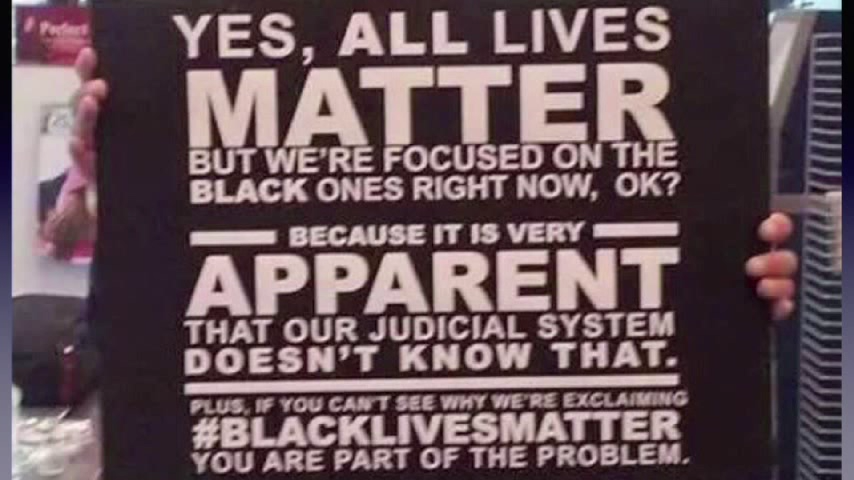 Perfect
YES, ALL LIVES
MATTER
BUT WE'RE FOCUSED ON THE
BLACK ONES RIGHT NOW, OK?
BECAUSE IT IS VERY
APPARENT
THAT OUR JUDICIAL SYSTEM
DOESN'T KNOW THAT.
PLUS, IF YOU CAN'T SEE WHY WE'RE EXCLAIMING
#BLACKLIVESMATTER
YOU ARE PART OF THE PROBLEM.